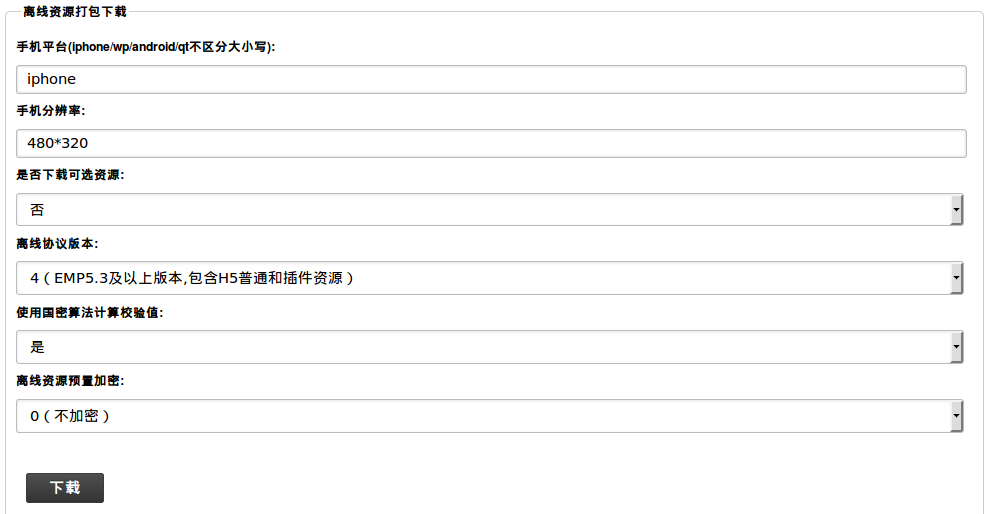 离线资源打包下载
手机平台(iphone/wp/android/qt不区分大小写):
iphone
手机分辨率:
480*320
是否下载可选资源:
否
离线协议版本:
4（EMP5.3及以上版本,包含H5普通和插件资源）
使用国密算法计算校验值:
是
离线资源预置加密:
0（不加密）
下载